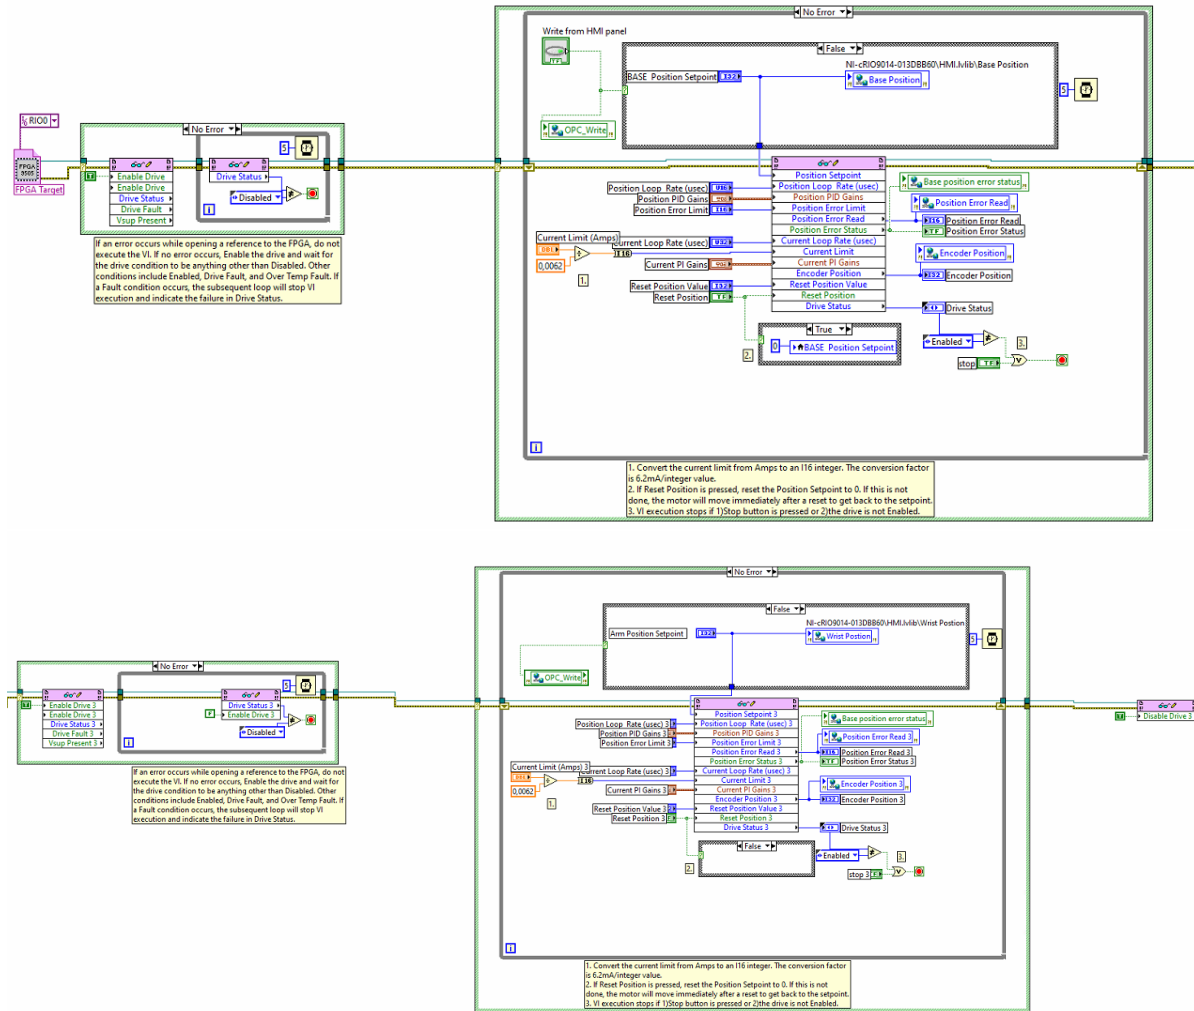 No Error
Write from HMI panel
TF
False
NI-cRIO9014-013DBB60\HMI.lvlib\Base Position
BASE Position Setpoint
I32
Base Position
5
OPC_Write
RIO0
FPGA
3505
FPGA Target
No Error
5
Enable Drive
Enable Drive
Drive Status
Drive Fault
Vsup Present
Drive Status
Disabled
i
If an error occurs while opening a reference to the FPGA, do not
execute the VI. If no error occurs, Enable the drive and wait for
the drive condition to be anything other than Disabled. Other
conditions include Enabled, Drive Fault, and Over Temp Fault. If
a Fault condition occurs, the subsequent loop will stop VI
execution and indicate the failure in Drive Status.
Position Setpoint
Position Loop Rate (usec)
Position PID Gains
Position Error Limit
Position Error Read
Position Error Status
Current Loop Rate (usec)
Current Limit
Current PI Gains
Encoder Position
Reset Position Value
Reset Position
Drive Status
Position Loop Rate (usec)
U16
Position PID Gains
Position Error Limit
I16
Current Limit (Amps)
DBL
0,0062
I16
1.
Current Loop Rate (usec)
U32
Current PI Gains
Reset Position Value
I32
Reset Position
TF
Base position error status
Position Error Read
I16
Position Error Read
TF
Position Error Status
Encoder Position
I32
Encoder Position
Drive Status
Enabled
3.
stop
TF
True
2.
0
BASE Position Setpoint
i
1. Convert the current limit from Amps to an I16 integer. The conversion factor
is 6.2mA/integer value.
2. If Reset Position is pressed, reset the Position Setpoint to 0. If this is not
done, the motor will move immediately after a reset to get back to the setpoint.
3. VI execution stops if 1)Stop button is pressed or 2)the drive is not Enabled.
No Error
False
NI-cRIO9014-013DBB60\HMI.lvlib\Wrist Postion
Arm Position Setpoint
I32
Wrist Postion
5
OPC_Write
No Error
5
Enable Drive 3
Enable Drive 3
Drive Status 3
Drive Fault 3
Vsup Present 3
Drive Status 3
Enable Drive 3
F
Disabled
i
If an error occurs while opening a reference to the FPGA, do not
execute the VI. If no error occurs, Enable the drive and wait for
the drive condition to be anything other than Disabled. Other
conditions include Enabled, Drive Fault, and Over Temp Fault. If
a Fault condition occurs, the subsequent loop will stop VI
execution and indicate the failure in Drive Status.
Position Setpoint 3
Position Loop Rate (usec) 3
Position PID Gains 3
Position Error Limit 3
Position Error Read 3
Position Error Status 3
Current Loop Rate (usec) 3
Current Limit 3
Current PI Gains 3
Encoder Position 3
Reset Position Value 3
Reset Position 3
Drive Status 3
Position Loop Rate (usec) 3
Position PID Gains 3
Position Error Limit 3
Current Limit (Amps) 3
0,0062
I16
1.
Current Loop Rate (usec) 3
Current PI Gains 3
Reset Position Value 3
Reset Position 3
Base position error status
Position Error Read 3
I16
Position Error Read 3
TF
Position Error Status 3
Encoder Position 3
I32
Encoder Position 3
Drive Status 3
Enabled
3.
stop 3
False
2.
i
Disable Drive 3
1. Convert the current limit from Amps to an I16 integer. The conversion factor
is 6.2mA/integer value.
2. If Reset Position is pressed, reset the Position Setpoint to 0. If this is not
done, the motor will move immediately after a reset to get back to the setpoint.
3. VI execution stops if 1)Stop button is pressed or 2)the drive is not Enabled.